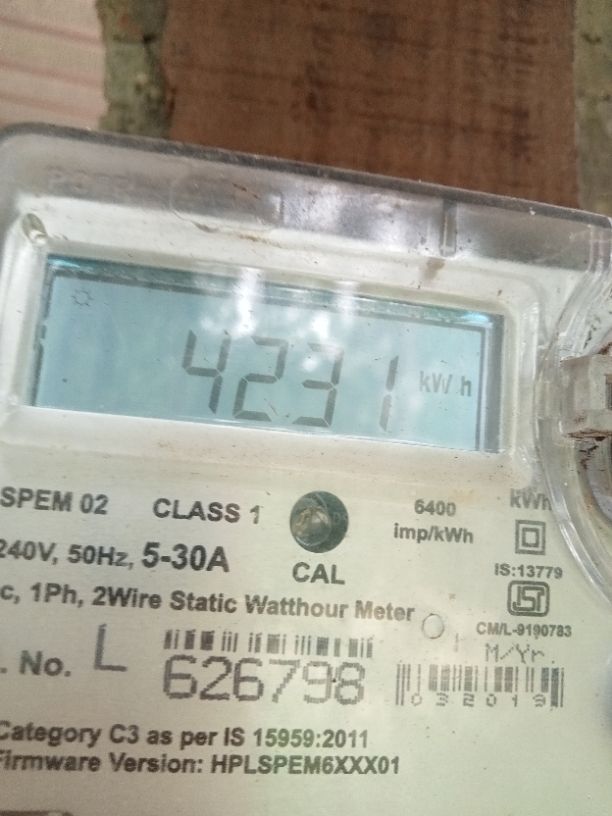 4231 kW h
SPEM 02 CLASS 1 6400 imp/kWh kWh
240V, 50Hz, 5-30A
CAL
IS:13779
c, 1Ph, 2Wire Static Watthour Meter
CM/L-9190783
. No. L 626798
M/Yr.
032019
Category C3 as per IS 15959:2011
Firmware Version: HPLSPEM6XXX01